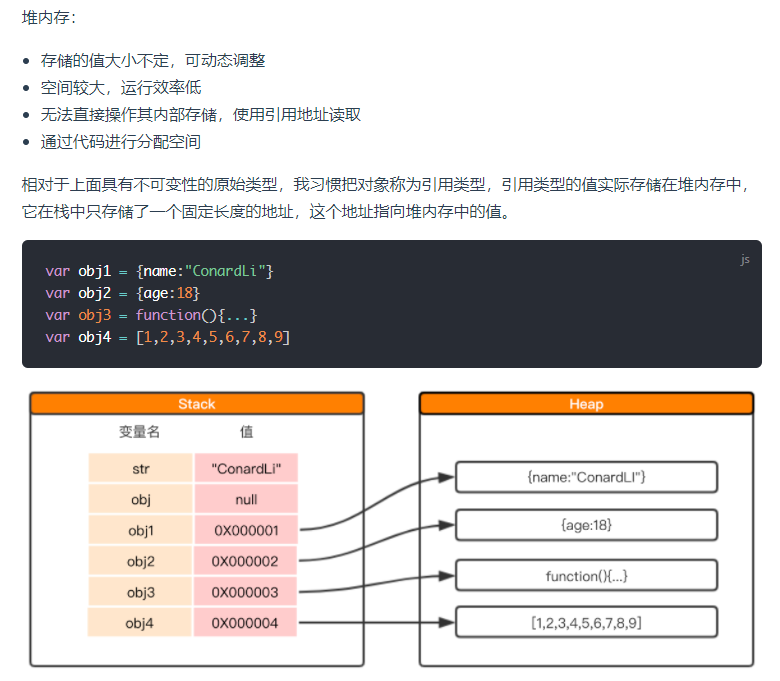 堆内存：
存储的值大小不定，可动态调整
空间较大，运行效率低
无法直接操作其内部存储，使用引用地址读取
通过代码进行分配空间
相对于上面具有不可变性的原始类型，我习惯把对象称为引用类型，引用类型的值实际存储在堆内存中，
它在栈中只存储了一个固定长度的地址，这个地址指向堆内存中的值。
js
var obj1 = {name:"ConardLi"}
var obj2 = {age:18}
var obj3 = function(){...}
var obj4 = [1,2,3,4,5,6,7,8,9]
Stack
变量名 值
str "ConardLi"
obj null
obj1 0X000001
obj2 0X000002
obj3 0X000003
obj4 0X000004
Heap
{name:"ConardLI"}
{age:18}
function(){...}
[1,2,3,4,5,6,7,8,9]